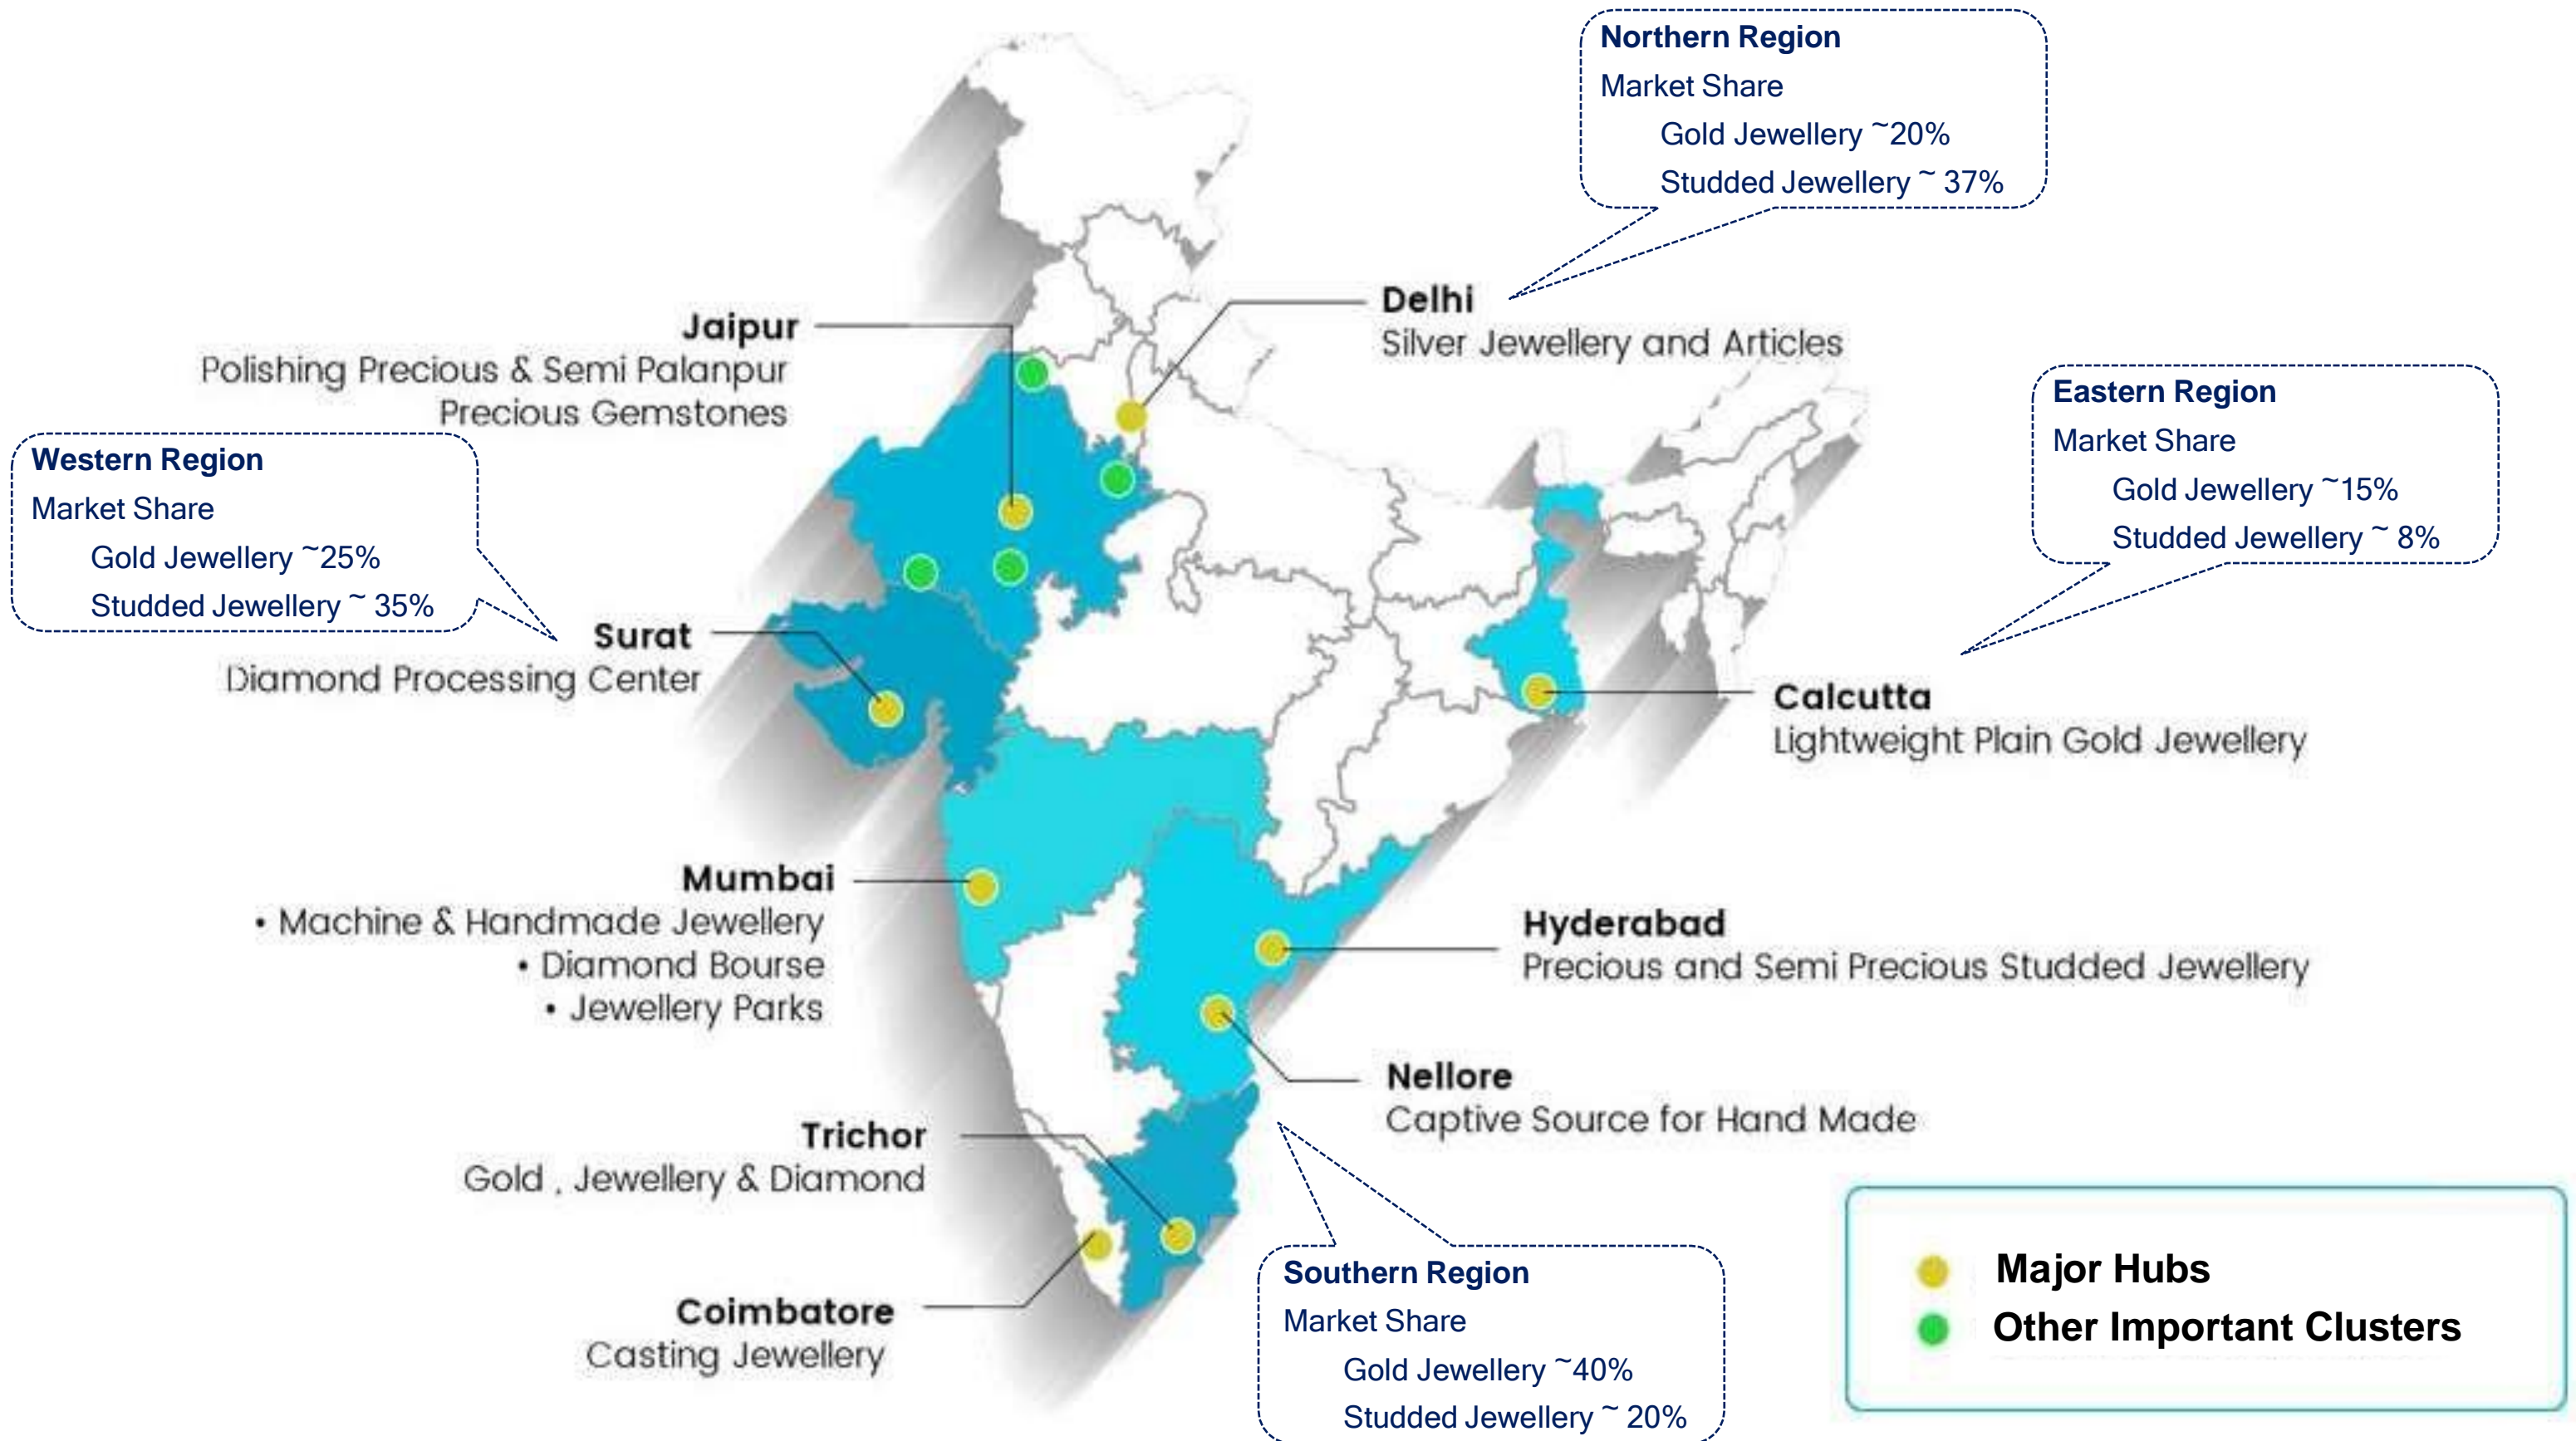 Northern Region
Market Share
Gold Jewellery ~20%
Studded Jewellery ~ 37%
Delhi
Silver Jewellery and Articles
Jaipur
Polishing Precious & Semi Palanpur
Precious Gemstones
Eastern Region
Market Share
Gold Jewellery ~15%
Studded Jewellery ~ 8%
Western Region
Market Share
Gold Jewellery ~25%
Studded Jewellery ~ 35%
Surat
Diamond Processing Center
Calcutta
Lightweight Plain Gold Jewellery
Mumbai
• Machine & Handmade Jewellery
• Diamond Bourse
• Jewellery Parks
Hyderabad
Precious and Semi Precious Studded Jewellery
Nellore
Captive Source for Hand Made
Trichor
Gold , Jewellery & Diamond
Coimbatore
Casting Jewellery
Southern Region
Market Share
Gold Jewellery ~40%
Studded Jewellery ~ 20%
Major Hubs
Other Important Clusters